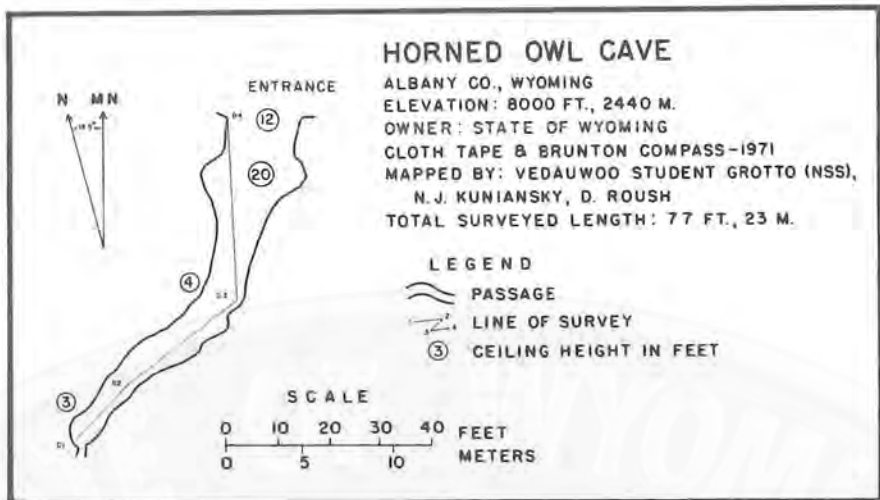 HORNED OWL CAVE
ALBANY CO., WYOMING
ELEVATION: 8000 FT., 2440 M.
OWNER: STATE OF WYOMING
CLOTH TAPE & BRUNTON COMPASS-1971
MAPPED BY: VEDAUWOO STUDENT GROTTO (NSS),
N.J. KUNIANSKY, D. ROUSH
TOTAL SURVEYED LENGTH: 77 FT., 23 M.
N MN
ENTRANCE
12
20
4
3
LEGEND
PASSAGE
LINE OF SURVEY
3 CEILING HEIGHT IN FEET
SCALE
0 10 20 30 40 FEET
0 5 10 METERS